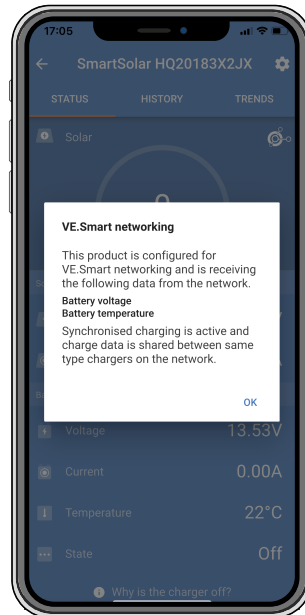 17:05
SmartSolar HQ20183X2JX
STATUS HISTORY TRENDS
Solar
VE.Smart networking
This product is configured for
VE.Smart networking and is receiving
the following data from the network.
Battery voltage
Battery temperature
Synchronised charging is active and
charge data is shared between same
type chargers on the network.
OK
Voltage 13.53V
Current 0.00A
Temperature 22°C
State Off
Why is the charger off?